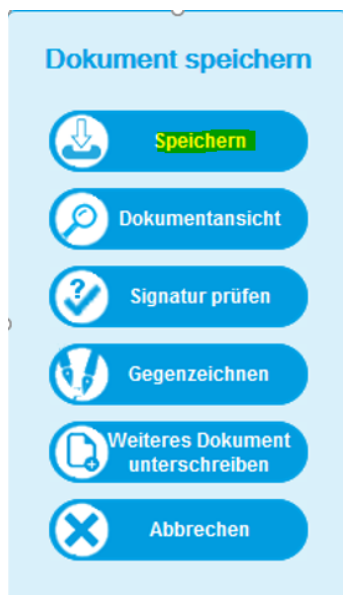 Dokument speichern
Speichern
Dokumentansicht
Signatur prüfen
Gegenzeichnen
Weiteres Dokument
unterschreiben
Abbrechen